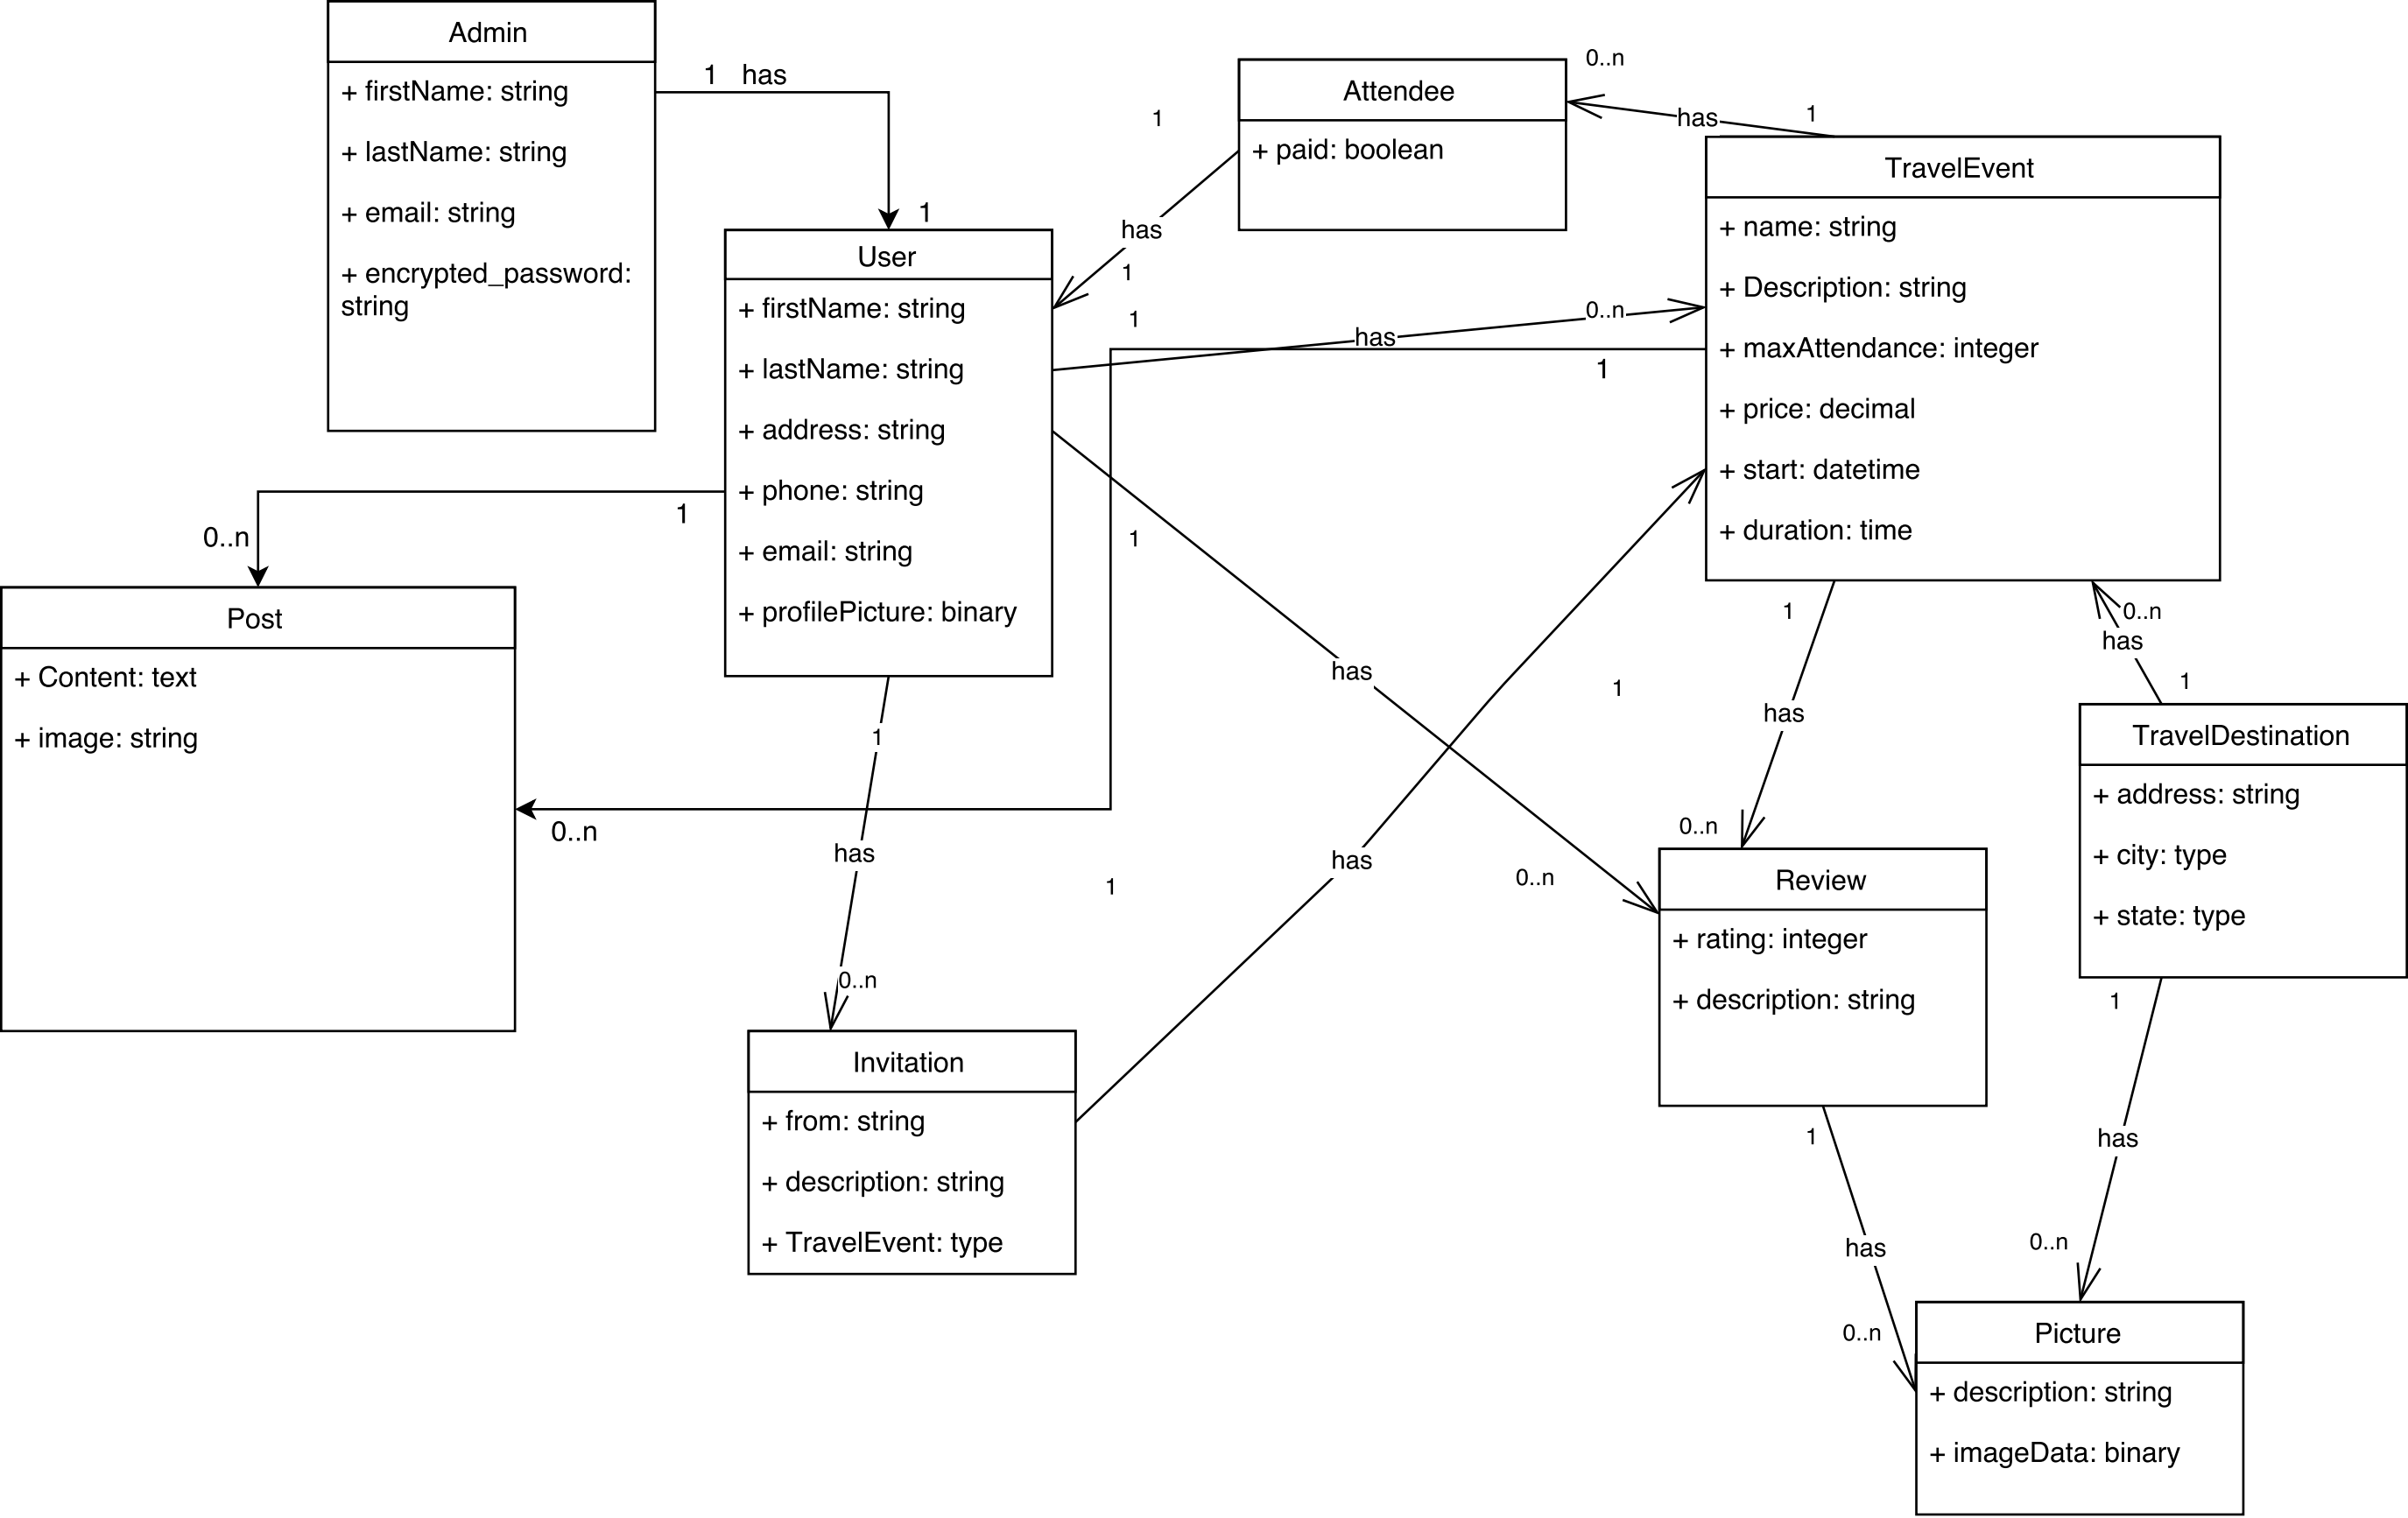 Admin
+ firstName: string
+ lastName: string
+ email: string
+ encrypted_password:
string
1 has
1
User
+ firstName: string
+ lastName: string
+ address: string
+ phone: string
+ email: string
+ profilePicture: binary
Attendee
+ paid: boolean
0..n
has
1
1
has
1
TravelEvent
+ name: string
+ Description: string
+ maxAttendance: integer
+ price: decimal
+ start: datetime
+ duration: time
1
has
0..n
1
1
0..n
Post
+ Content: text
+ image: string
0..n
1
has
0..n
Invitation
+ from: string
+ description: string
+ TravelEvent: type
1
has
1
1
has
0..n
1
has
0..n
Review
+ rating: integer
+ description: string
0..n
has
1
TravelDestination
+ address: string
+ city: type
+ state: type
1
has
0..n
1
has
0..n
Picture
+ description: string
+ imageData: binary